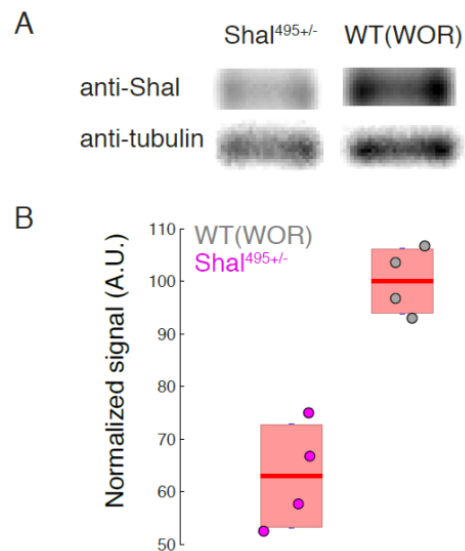 A
Shal495+/- WT(WOR)
anti-Shal
anti-tubulin
B
Normalized signal (A.U.)
WT(WOR)
Shal495+/-
110
100
90
80
70
60
50